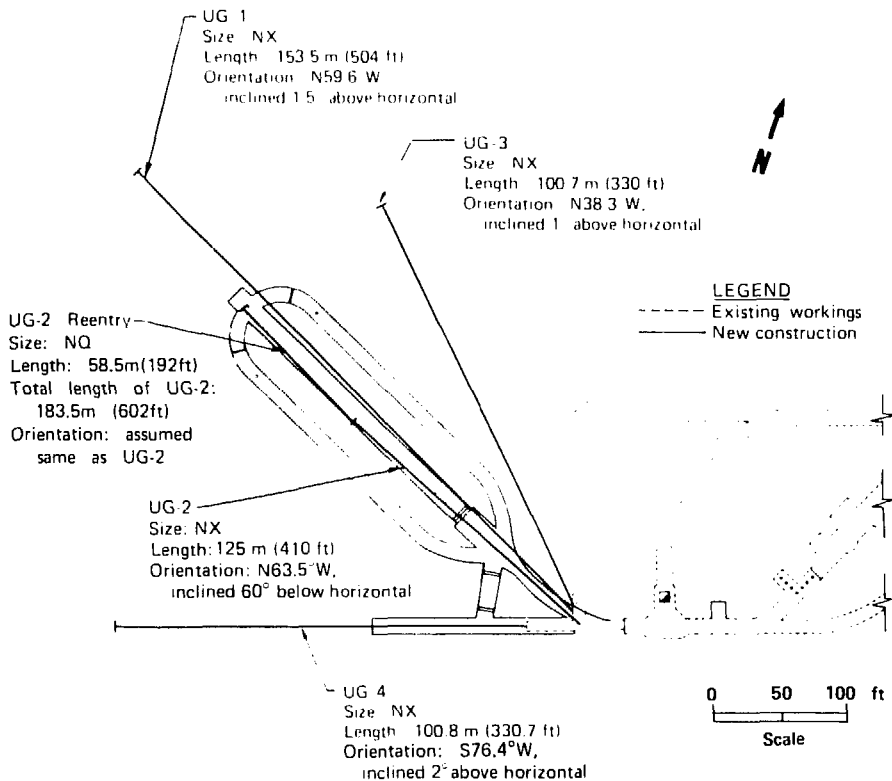 UG 1
Size NX
Length 153.5 m (504 ft)
Orientation N59 6 W
inclined 1 5 above horizontal
UG-3
Size NX
Length 100 7 m (330 ft)
Orientation N38 3 W,
inclined 1 above horizontal
N
LEGEND
Existing workings
New construction
UG-2 Reentry
Size: NQ
Length: 58.5m(192ft)
Total length of UG-2:
183.5m (602ft)
Orientation: assumed
same as UG-2
UG-2
Size: NX
Length: 125 m (410 ft)
Orientation: N63.5°W,
inclined 60° below horizontal
UG 4
Size NX
Length 100.8 m (330.7 ft)
Orientation: S76.4°W,
inclined 2° above horizontal
0 50 100 ft
Scale